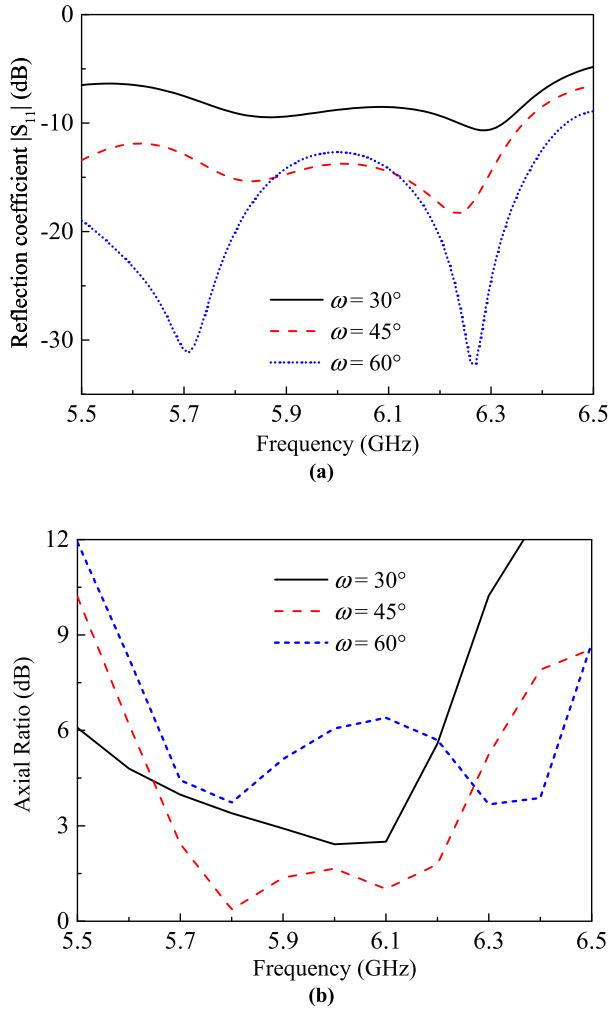 0
-10
-20
-30
Reflection coefficient |S11| (dB)
ω = 30°
ω = 45°
ω = 60°
5.5 5.7 5.9 6.1 6.3 6.5
Frequency (GHz)
(a)
12
9
6
3
0
Axial Ratio (dB)
ω = 30°
ω = 45°
ω = 60°
5.5 5.7 5.9 6.1 6.3 6.5
Frequency (GHz)
(b)